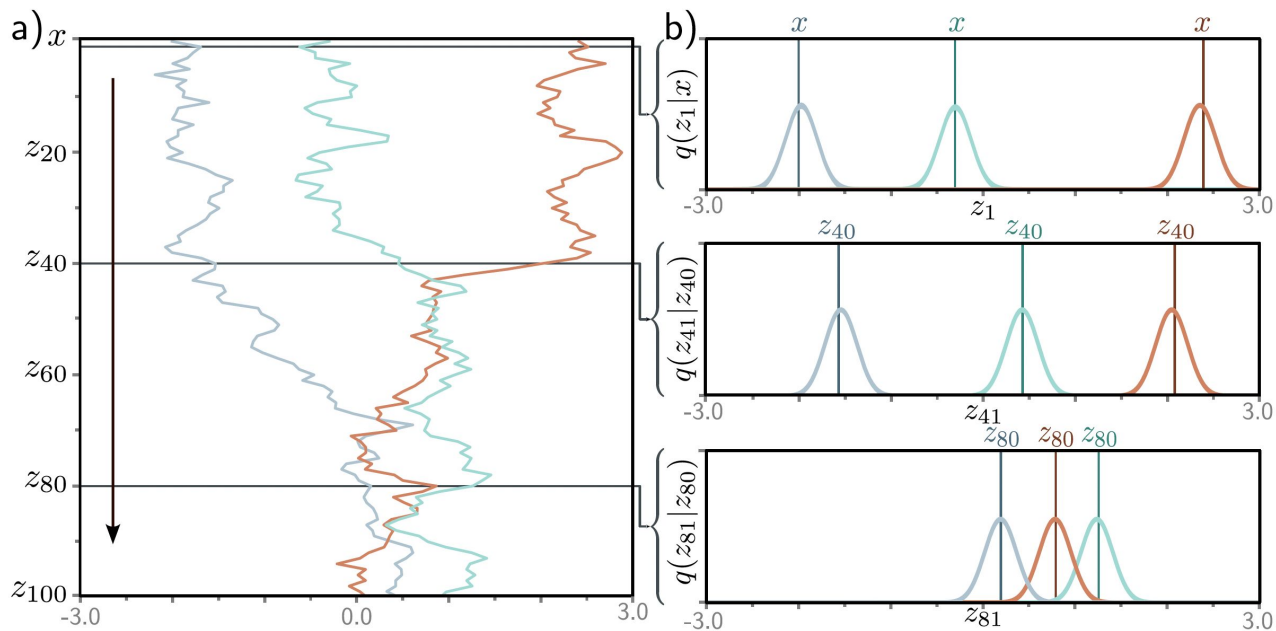 a)
x
z20
z40
z60
z80
z100
-3.0 0.0 3.0
b)
x x x
q(z1|x)
-3.0 z1 3.0
z40 z40 z40
q(z41|z40)
-3.0 z41 3.0
z80 z80 z80
q(z81|z80)
-3.0 z81 3.0